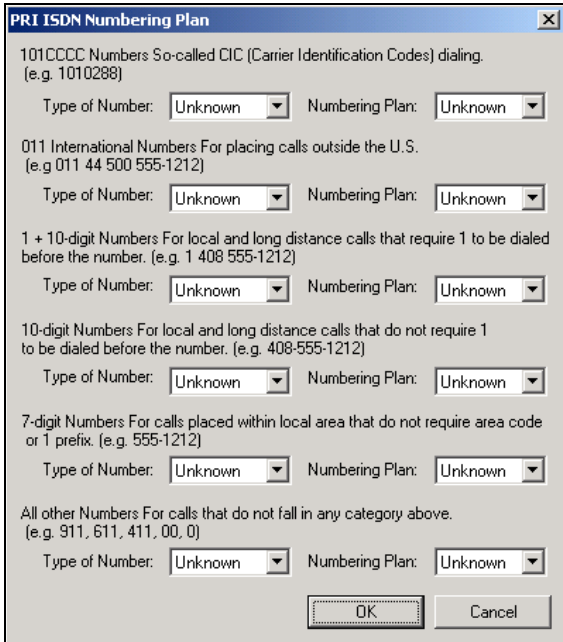 PRI ISDN Numbering Plan
101CCCC Numbers So-called CIC (Carrier Identification Codes) dialing.
(e.g. 1010288)
Type of Number: Unknown Numbering Plan: Unknown
011 International Numbers For placing calls outside the U.S.
(e.g 011 44 500 555-1212)
Type of Number: Unknown Numbering Plan: Unknown
1 + 10-digit Numbers For local and long distance calls that require 1 to be dialed
before the number. (e.g. 1 408 555-1212)
Type of Number: Unknown Numbering Plan: Unknown
10-digit Numbers For local and long distance calls that do not require 1
to be dialed before the number. (e.g. 408-555-1212)
Type of Number: Unknown Numbering Plan: Unknown
7-digit Numbers For calls placed within local area that do not require area code
or 1 prefix. (e.g. 555-1212)
Type of Number: Unknown Numbering Plan: Unknown
All other Numbers For calls that do not fall in any category above.
(e.g. 911, 611, 411, 00, 0)
Type of Number: Unknown Numbering Plan: Unknown
OK Cancel